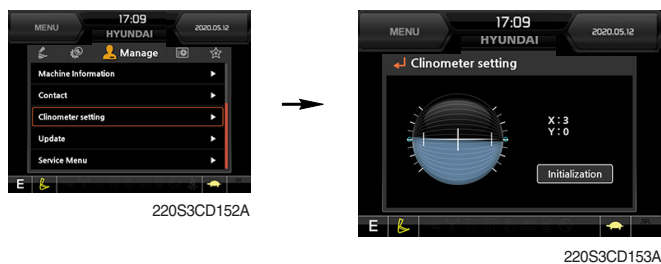 MENU
17:09
HYUNDAI
2020.05.12
Manage
Machine Information
Contact
Clinometer setting
Update
Service Menu
E
220S3CD152A
MENU
17:09
HYUNDAI
2020.05.12
Clinometer setting
X : 3
Y : 0
Initialization
E
220S3CD153A